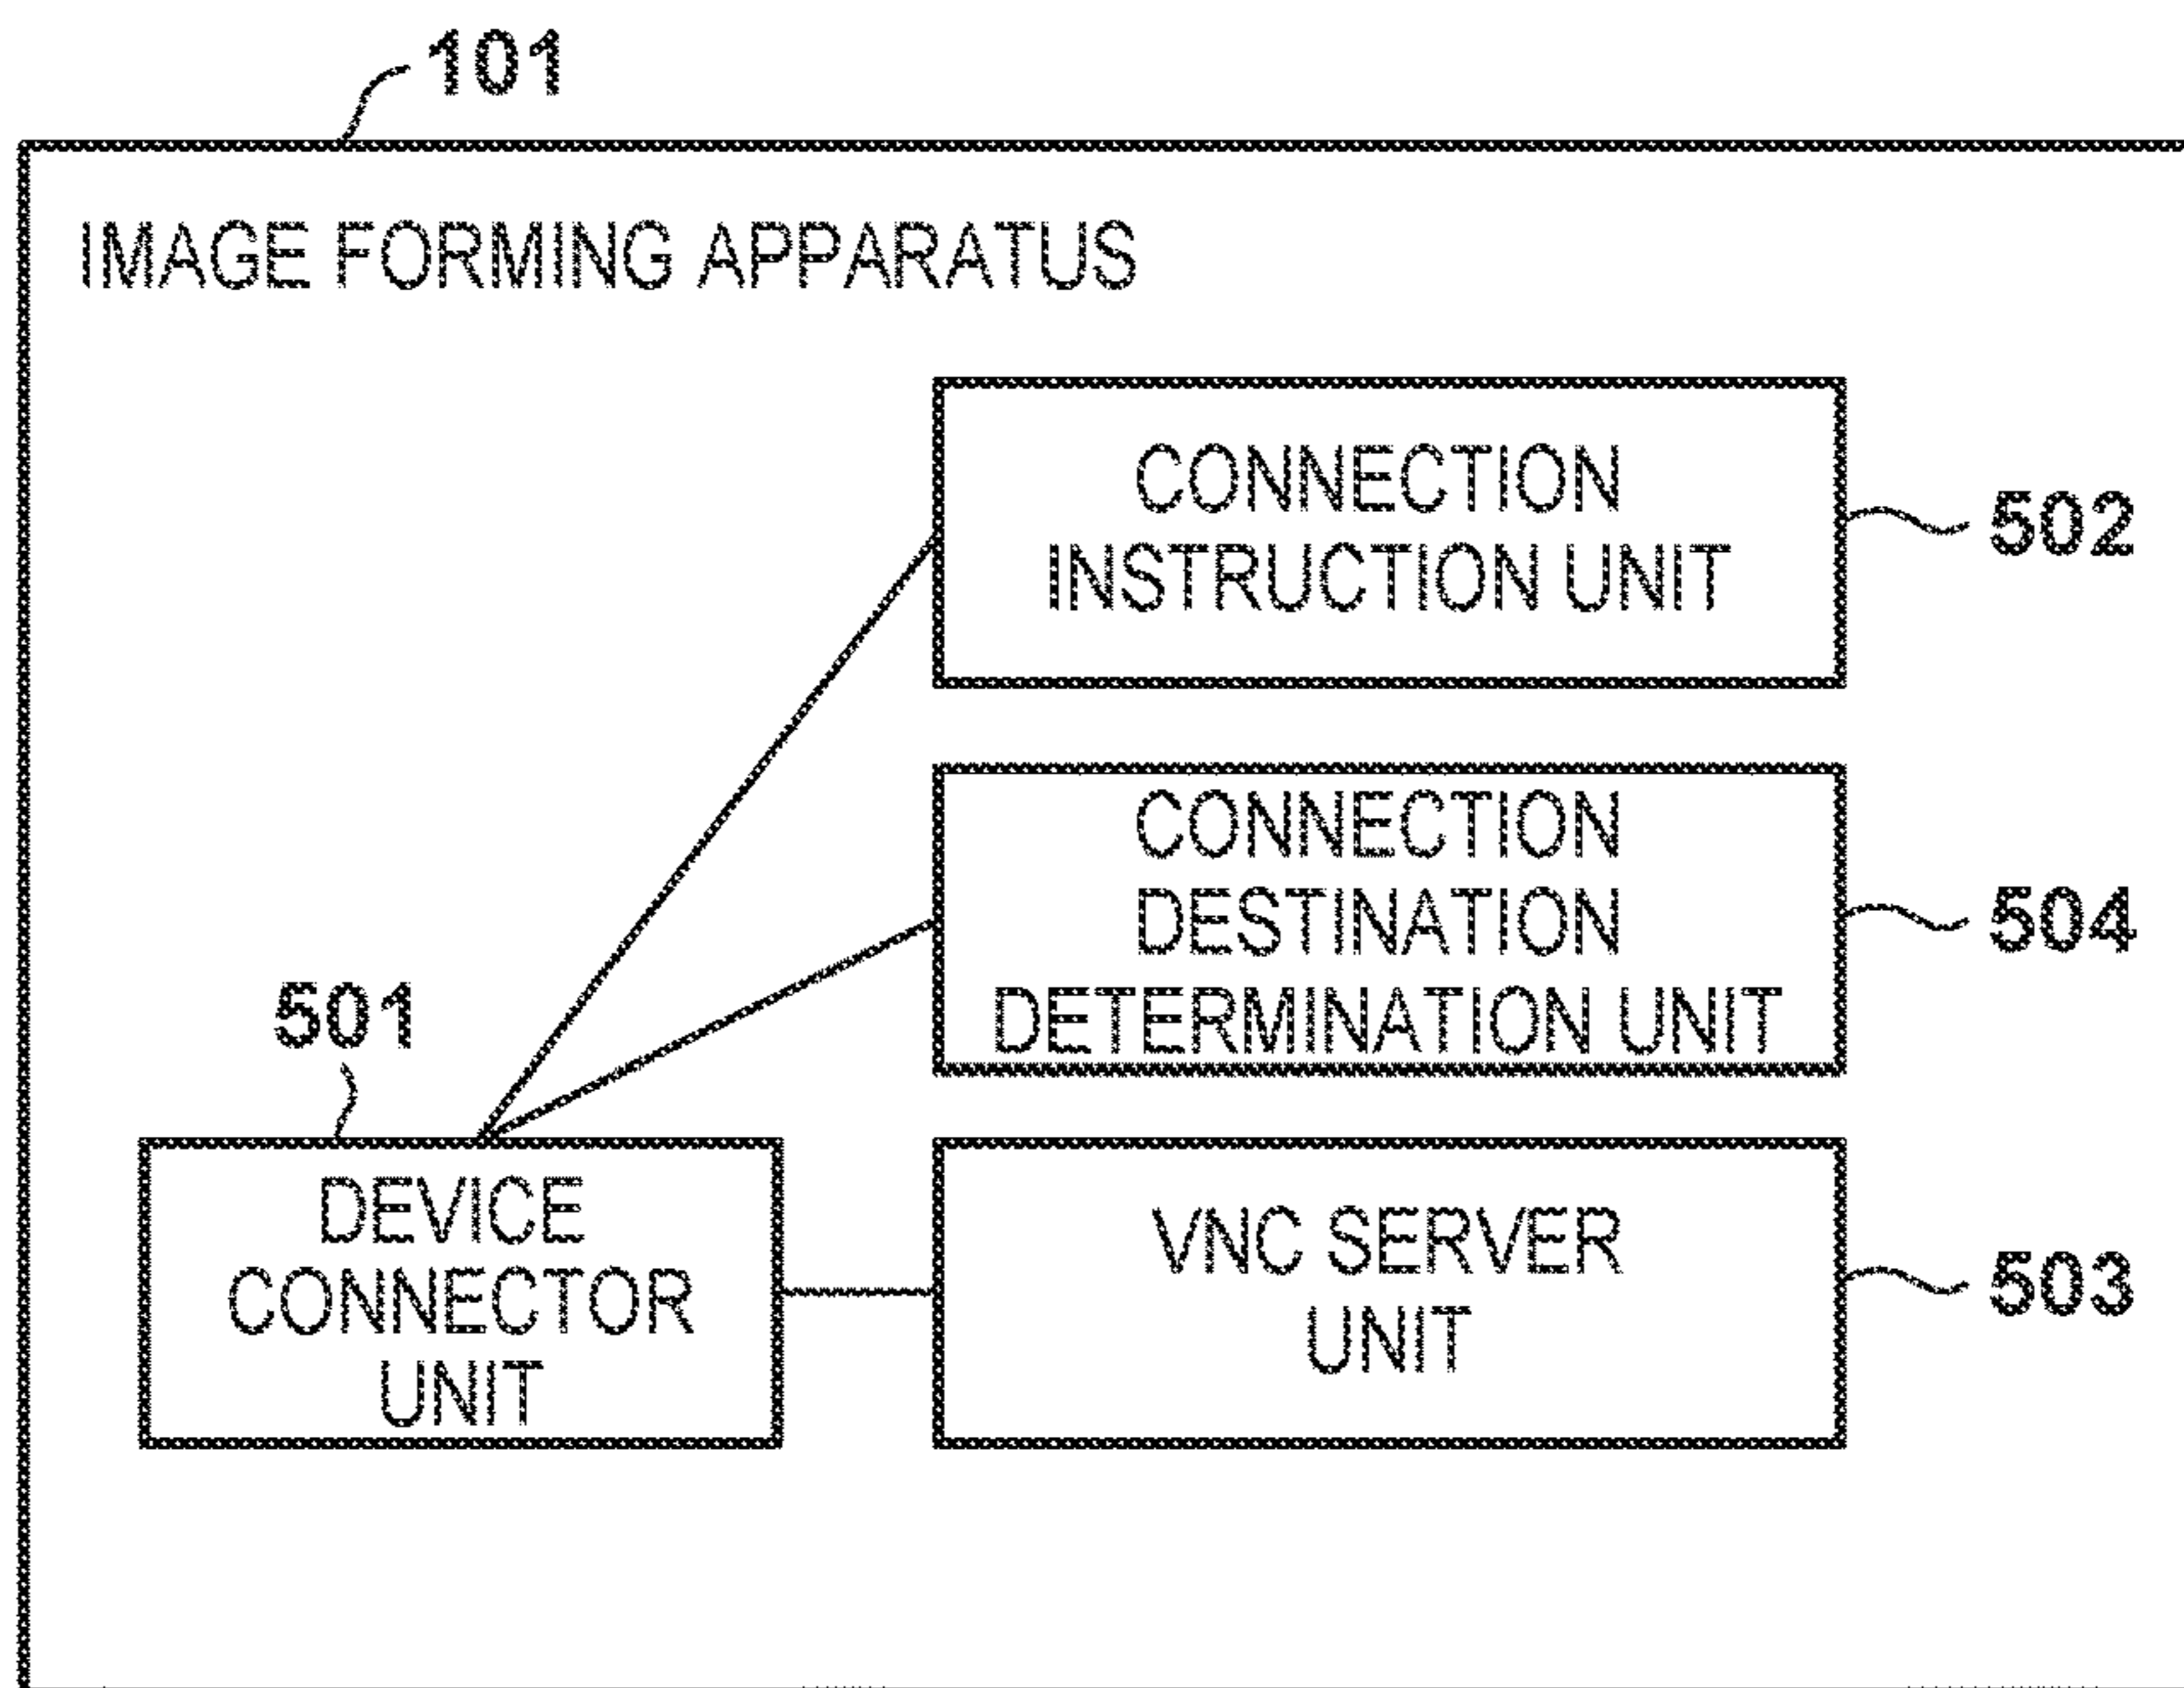 101
IMAGE FORMING APPARATUS
CONNECTION
INSTRUCTION UNIT
502
CONNECTION
DESTINATION
DETERMINATION UNIT
504
501
DEVICE
CONNECTOR
UNIT
VNC SERVER
UNIT
503